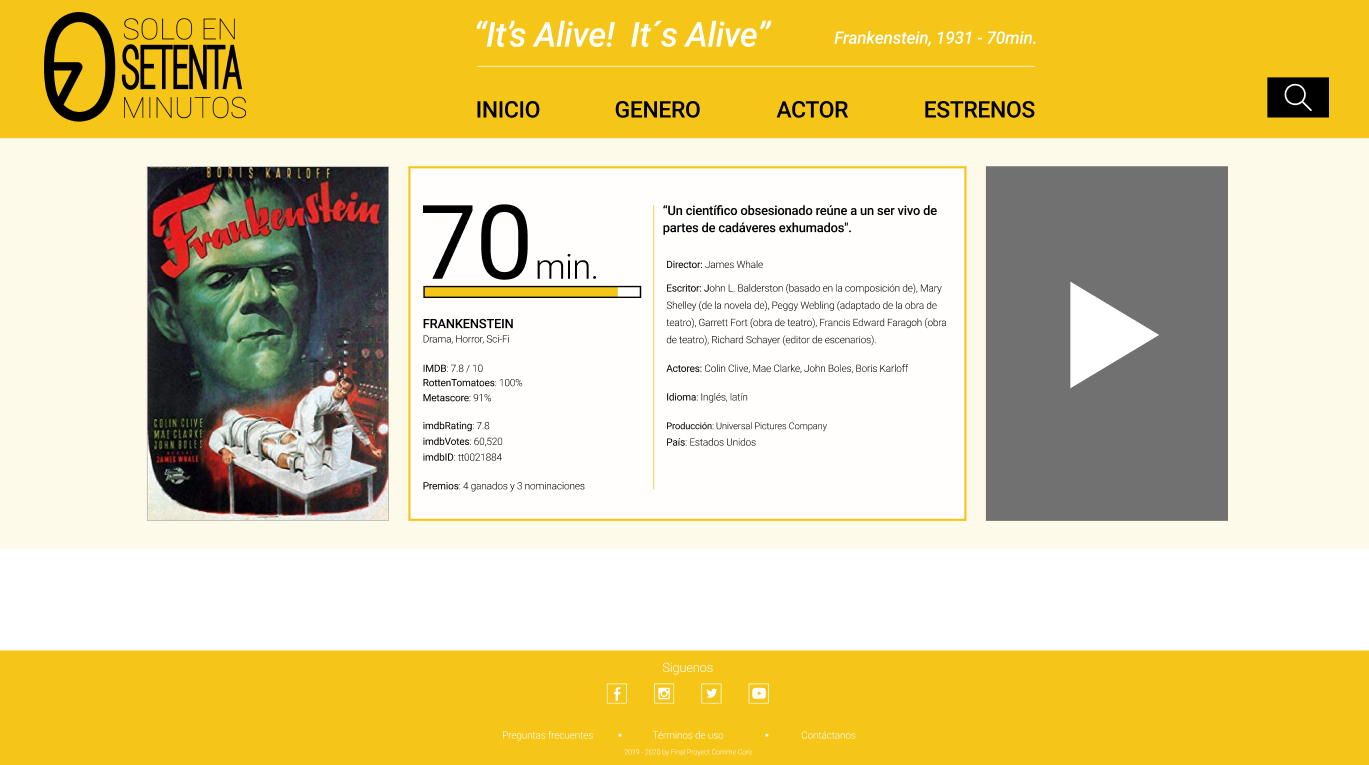 SOLO EN
SETENTA
MINUTOS
“It’s Alive!  It´s Alive”
Frankenstein, 1931 - 70min.
INICIO
GENERO
ACTOR
ESTRENOS
BORIS KARLOFF
Frankenstein
COLIN CLIVE
MAE CLARKE
JOHN BOLES
JAMES WHALE
70 min.
FRANKENSTEIN
Drama, Horror, Sci-Fi
IMDB: 7.8 / 10
RottenTomatoes: 100%
Metascore: 91%
imdbRating: 7.8
imdbVotes: 60,520
imdbID: tt0021884
Premios: 4 ganados y 3 nominaciones
“Un científico obsesionado reúne a un ser vivo de
partes de cadáveres exhumados".
Director: James Whale
Escritor: John L. Balderston (basado en la composición de), Mary
Shelley (de la novela de), Peggy Webling (adaptado de la obra de
teatro), Garrett Fort (obra de teatro), Francis Edward Faragoh (obra
de teatro), Richard Schayer (editor de escenarios).
Actores: Colin Clive, Mae Clarke, John Boles, Boris Karloff
Idioma: Inglés, latín
Producción: Universal Pictures Company
País: Estados Unidos
Siguenos
Preguntas frecuentes • Términos de uso • Contáctanos
2019 - 2020 by Final Proyect Comme Cara